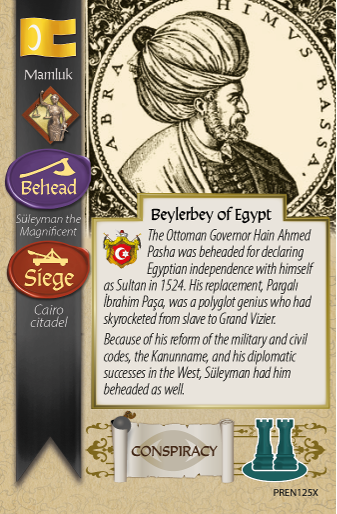 Mamluk
Behead
Süleyman the
Magnificent
Siege
Cairo
citadel
ABRAHIMVS BASSA.
Beylerbey of Egypt
The Ottoman Governor Hain Ahmed
Pasha was beheaded for declaring
Egyptian independence with himself
as Sultan in 1524. His replacement, Pargalı
İbrahim Paşa, was a polyglot genius who had
skyrocketed from slave to Grand Vizier.
Because of his reform of the military and civil
codes, the Kanunname, and his diplomatic
successes in the West, Süleyman had him
beheaded as well.
CONSPIRACY
PREN125X